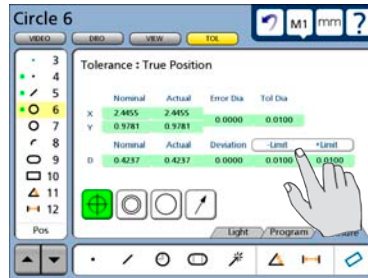 Circle 6
M1 mm ?
VIDEO DRO VIEW TOL
3
4
5
6
7
8
9
10
11
12
Pos
Tolerance : True Position
Nominal Actual Error Dia Tol Dia
X 2.4455 2.4455 0.0000 0.0100
Y 0.9781 0.9781
Nominal Actual Deviation -Limit +Limit
D 0.4237 0.4237 0.0000 0.0100 0.0100
Light Program